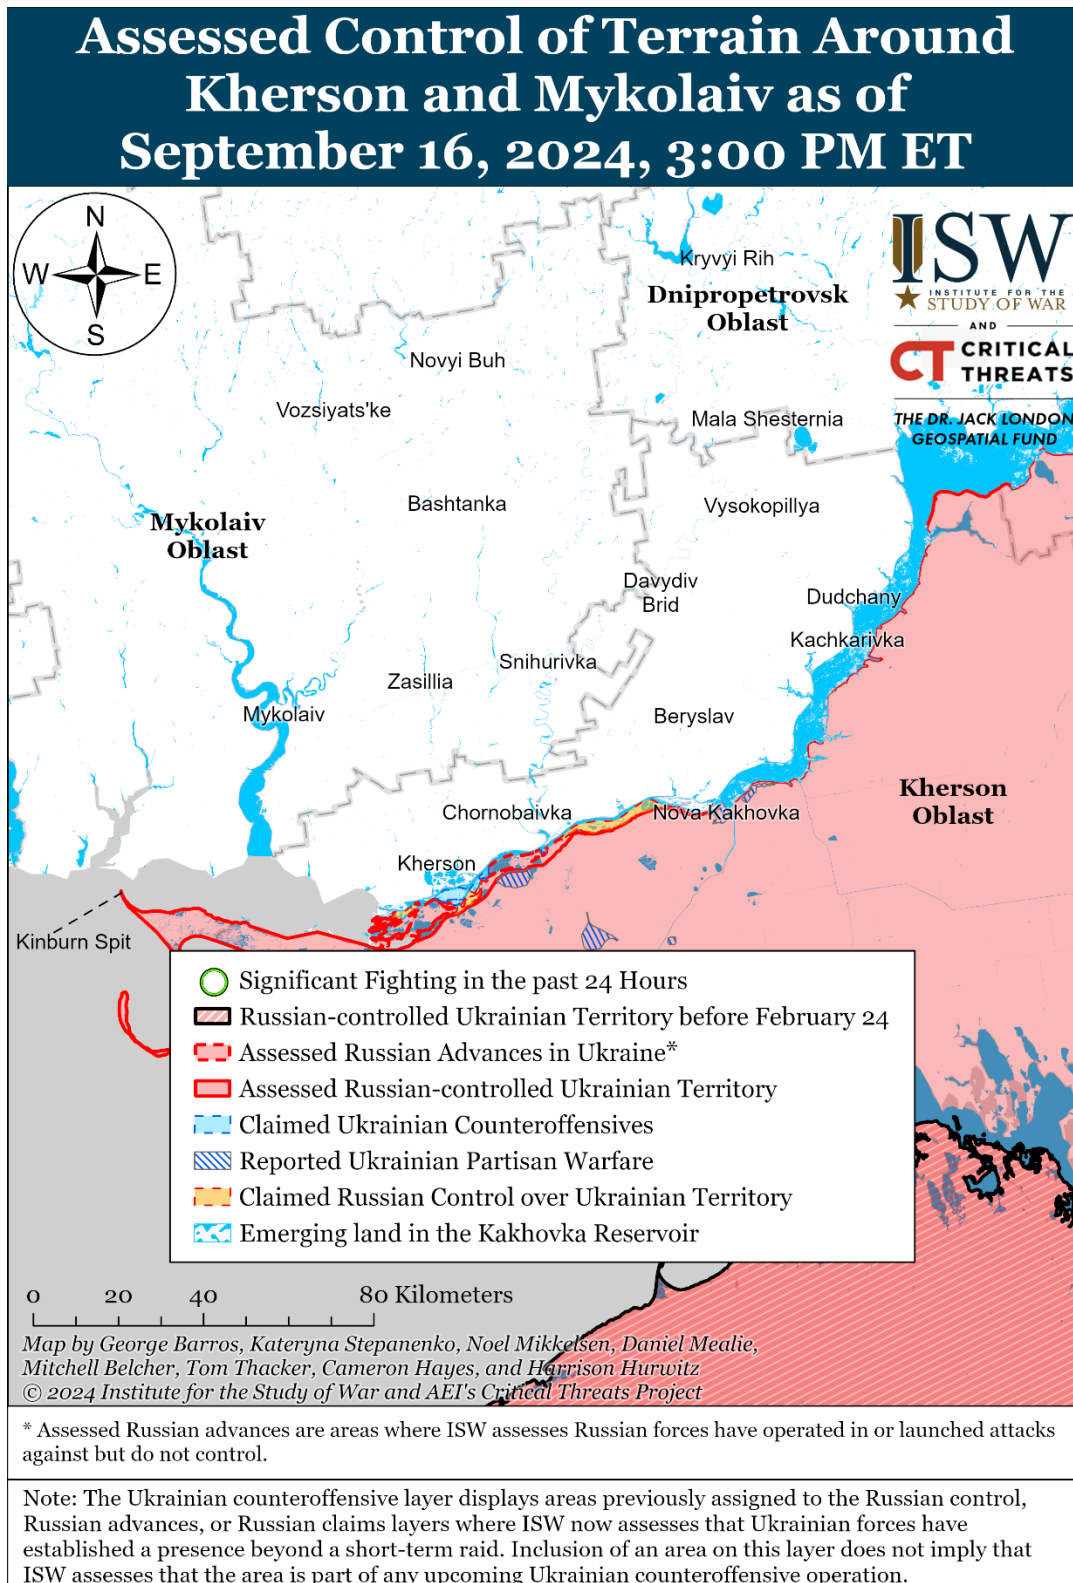 Assessed Control of Terrain Around
Kherson and Mykolaiv as of
September 16, 2024, 3:00 PM ET
N
W E
S
ISW
INSTITUTE FOR THE
STUDY OF WAR
AND
CT CRITICAL
THREATS
THE DR. JACK LONDON
GEOSPATIAL FUND
Kryvyi Rih
Dnipropetrovsk
Oblast
Novyi Buh
Vozsiyats'ke
Mala Shesternia
Bashtanka
Vysokopillya
Mykolaiv
Oblast
Davydiv
Brid
Dudchany
Kachkarivka
Snihurivka
Zasillia
Mykolaiv
Beryslav
Kherson
Oblast
Chornobaivka
Nova Kakhovka
Kherson
Kinburn Spit
Significant Fighting in the past 24 Hours
Russian-controlled Ukrainian Territory before February 24
Assessed Russian Advances in Ukraine*
Assessed Russian-controlled Ukrainian Territory
Claimed Ukrainian Counteroffensives
Reported Ukrainian Partisan Warfare
Claimed Russian Control over Ukrainian Territory
Emerging land in the Kakhovka Reservoir
0 20 40 80 Kilometers
Map by George Barros, Kateryna Stepanenko, Noel Mikkelsen, Daniel Mealie,
Mitchell Belcher, Tom Thacker, Cameron Hayes, and Harrison Hurwitz
© 2024 Institute for the Study of War and AEI's Critical Threats Project
* Assessed Russian advances are areas where ISW assesses Russian forces have operated in or launched attacks
against but do not control.
Note: The Ukrainian counteroffensive layer displays areas previously assigned to the Russian control,
Russian advances, or Russian claims layers where ISW now assesses that Ukrainian forces have
established a presence beyond a short-term raid. Inclusion of an area on this layer does not imply that
ISW assesses that the area is part of any upcoming Ukrainian counteroffensive operation.